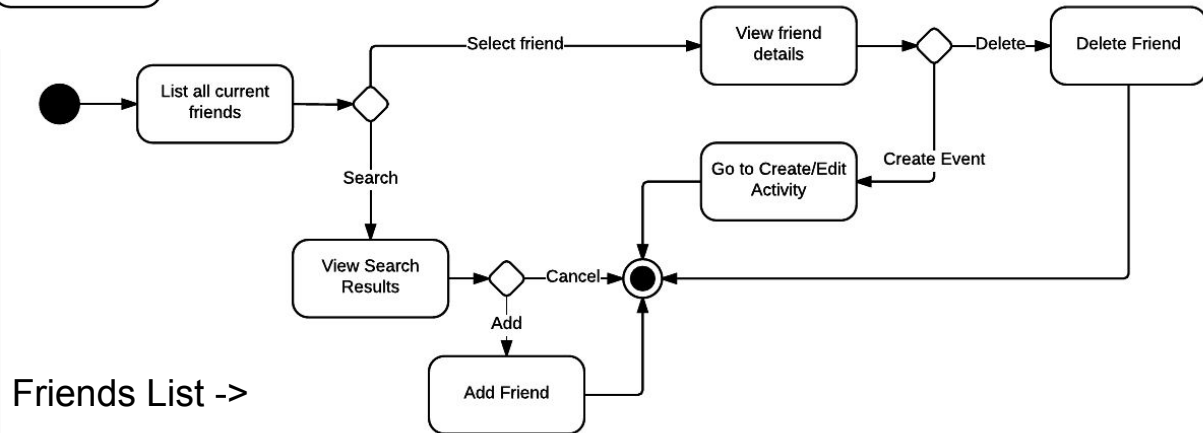 Select friend
View friend
details
Delete
Delete Friend
List all current
friends
Search
Create Event
Go to Create/Edit
Activity
View Search
Results
Cancel
Add
Add Friend
Friends List ->